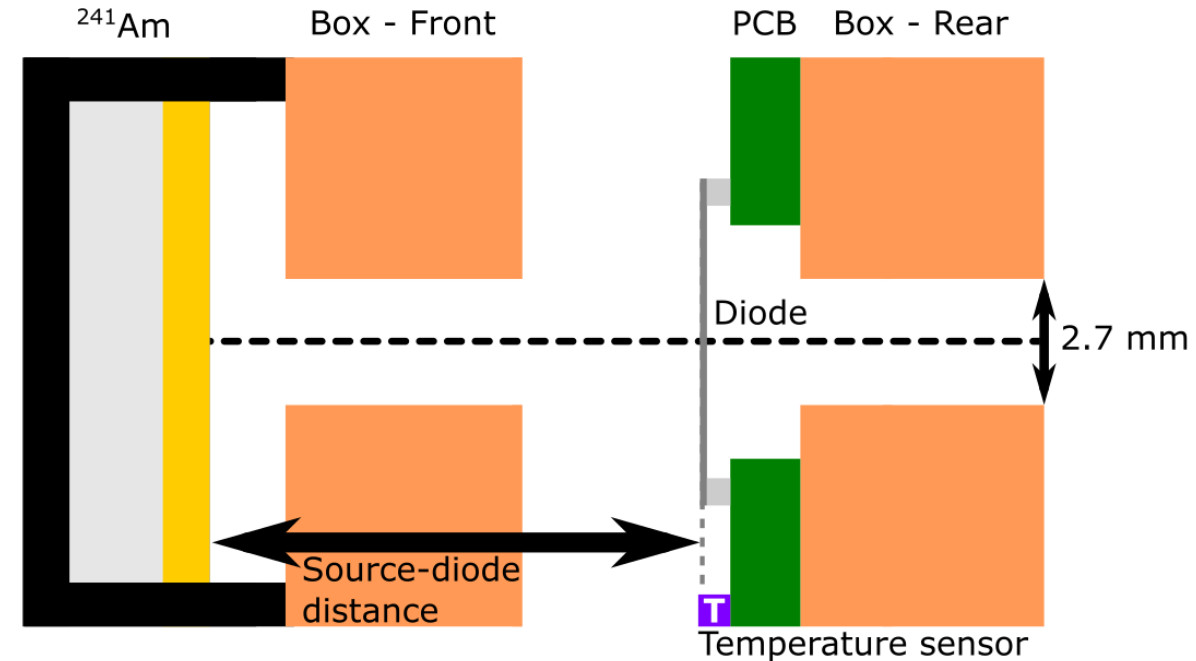 ²⁴¹Am
Box - Front
PCB
Box - Rear
Diode
2.7 mm
Source-diode
distance
T
Temperature sensor